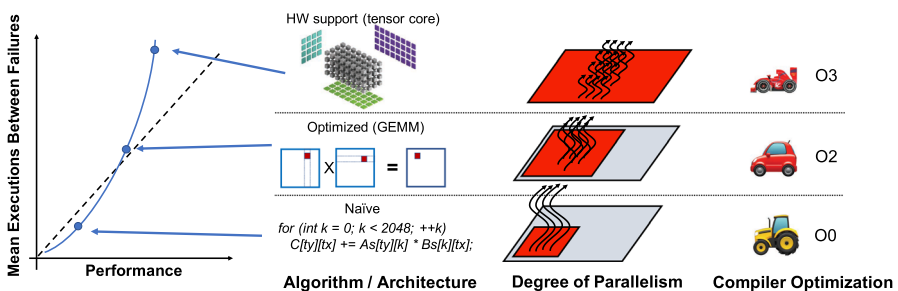 HW support (tensor core)
O3
Optimized (GEMM)
X
=
O2
Naïve
for (int k = 0; k < 2048; ++k)
C[ty][tx] += As[ty][k] * Bs[k][tx];
O0
Mean Executions Between Failures
Performance
Algorithm / Architecture
Degree of Parallelism
Compiler Optimization